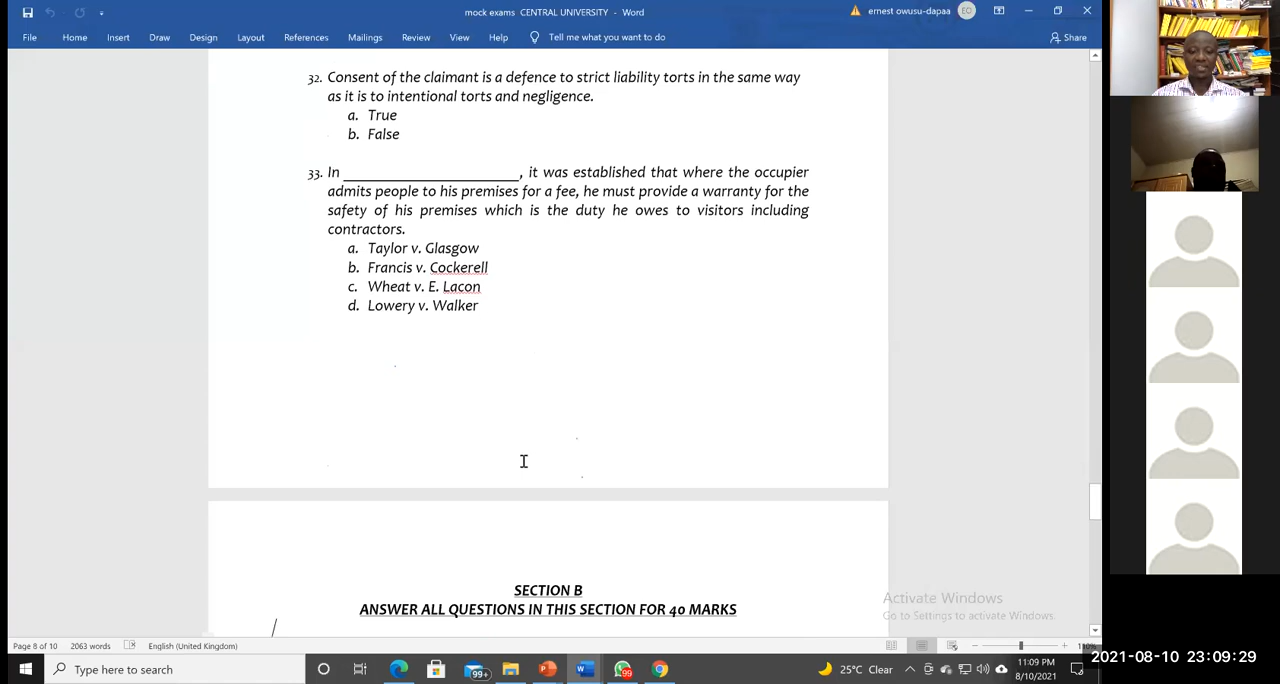 mock exams CENTRAL UNIVERSITY - Word
ernest owusu-dapaa EO
File Home Insert Draw Design Layout References Mailings Review View Help Tell me what you want to do Share
32. Consent of the claimant is a defence to strict liability torts in the same way
as it is to intentional torts and negligence.
a. True
b. False
33. In ____________________, it was established that where the occupier
admits people to his premises for a fee, he must provide a warranty for the
safety of his premises which is the duty he owes to visitors including
contractors.
a. Taylor v. Glasgow
b. Francis v. Cockerell
c. Wheat v. E. Lacon
d. Lowery v. Walker
SECTION B
ANSWER ALL QUESTIONS IN THIS SECTION FOR 40 MARKS
Activate Windows
Go to Settings to activate Windows.
Page 8 of 10 2063 words English (United Kingdom)
Type here to search 99+ 99 25°C Clear 11:09 PM
8/10/2021
2021-08-10 23:09:29